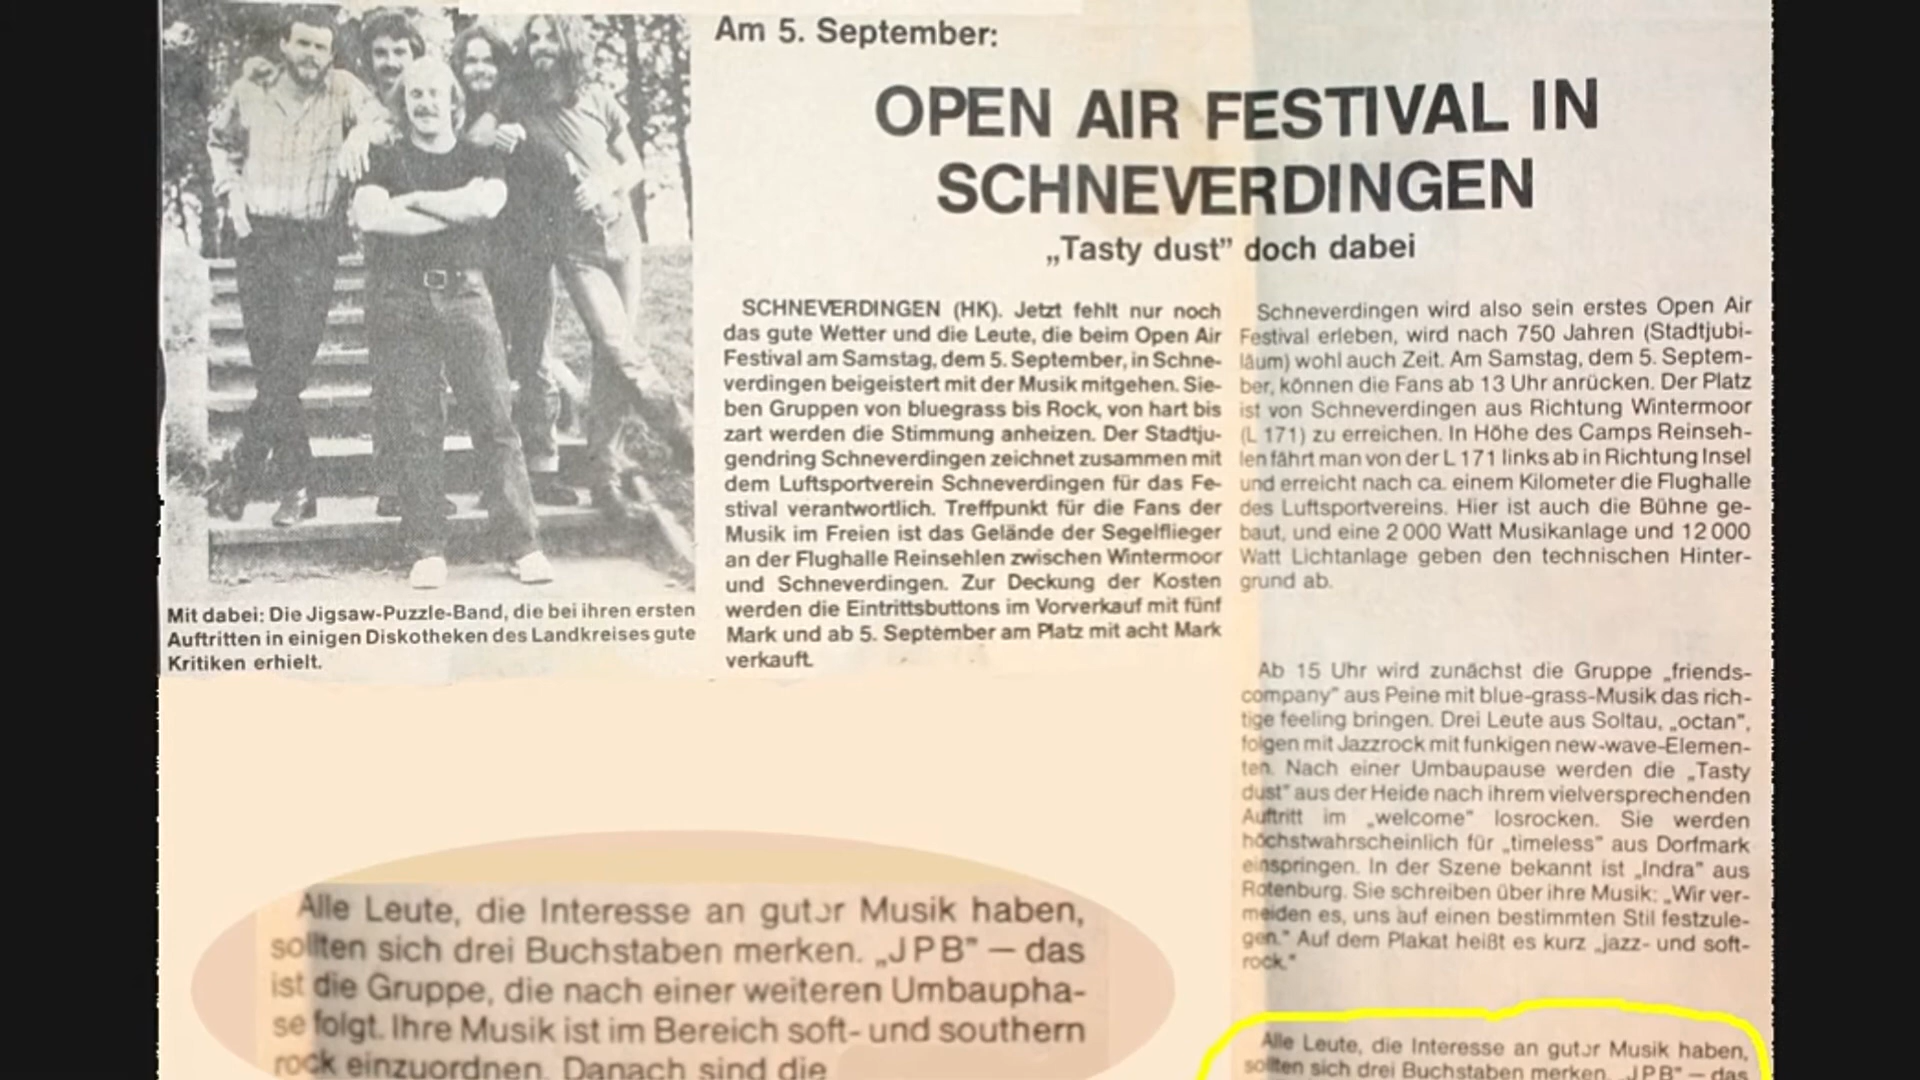 Am 5. September:
OPEN AIR FESTIVAL IN
SCHNEVERDINGEN
„Tasty dust” doch dabei
Mit dabei: Die Jigsaw-Puzzle-Band, die bei ihren ersten
Auftritten in einigen Diskotheken des Landkreises gute
Kritiken erhielt.
SCHNEVERDINGEN (HK). Jetzt fehlt nur noch
das gute Wetter und die Leute, die beim Open Air
Festival am Samstag, dem 5. September, in Schne-
verdingen beigeistert mit der Musik mitgehen. Sie-
ben Gruppen von bluegrass bis Rock, von hart bis
zart werden die Stimmung anheizen. Der Stadtju-
gendring Schneverdingen zeichnet zusammen mit
dem Luftsportverein Schneverdingen für das Fe-
stival verantwortlich. Treffpunkt für die Fans der
Musik im Freien ist das Gelände der Segelflieger
an der Flughalle Reinsehlen zwischen Wintermoor
und Schneverdingen. Zur Deckung der Kosten
werden die Eintrittsbuttons im Vorverkauf mit fünf
Mark und ab 5. September am Platz mit acht Mark
verkauft.
Schneverdingen wird also sein erstes Open Air
Festival erleben, wird nach 750 Jahren (Stadtjubi-
läum) wohl auch Zeit. Am Samstag, dem 5. Septem-
ber, können die Fans ab 13 Uhr anrücken. Der Platz
ist von Schneverdingen aus Richtung Wintermoor
(L 171) zu erreichen. In Höhe des Camps Reinseh-
len fährt man von der L 171 links ab in Richtung Insel
und erreicht nach ca. einem Kilometer die Flughalle
des Luftsportvereins. Hier ist auch die Bühne ge-
baut, und eine 2 000 Watt Musikanlage und 12 000
Watt Lichtanlage geben den technischen Hinter-
grund ab.
Ab 15 Uhr wird zunächst die Gruppe „friends-
company” aus Peine mit blue-grass-Musik das rich-
tige feeling bringen. Drei Leute aus Soltau, „octan”,
folgen mit Jazzrock mit funkigen new-wave-Elemen-
ten. Nach einer Umbaupause werden die „Tasty
dust” aus der Heide nach ihrem vielversprechenden
Auftritt im „welcome” losrocken. Sie werden
höchstwahrscheinlich für „timeless” aus Dorfmark
einspringen. In der Szene bekannt ist „Indra” aus
Rotenburg. Sie schreiben über ihre Musik: „Wir ver-
meiden es, uns auf einen bestimmten Stil festzule-
gen.” Auf dem Plakat heißt es kurz „jazz- und soft-
rock.”
Alle Leute, die Interesse an guter Musik haben,
sollten sich drei Buchstaben merken. „JPB” — das
Alle Leute, die Interesse an guter Musik haben,
sollten sich drei Buchstaben merken. „JPB” — das
ist die Gruppe, die nach einer weiteren Umbaupha-
se folgt. Ihre Musik ist im Bereich soft- und southern
rock einzuordnen. Danach sind die